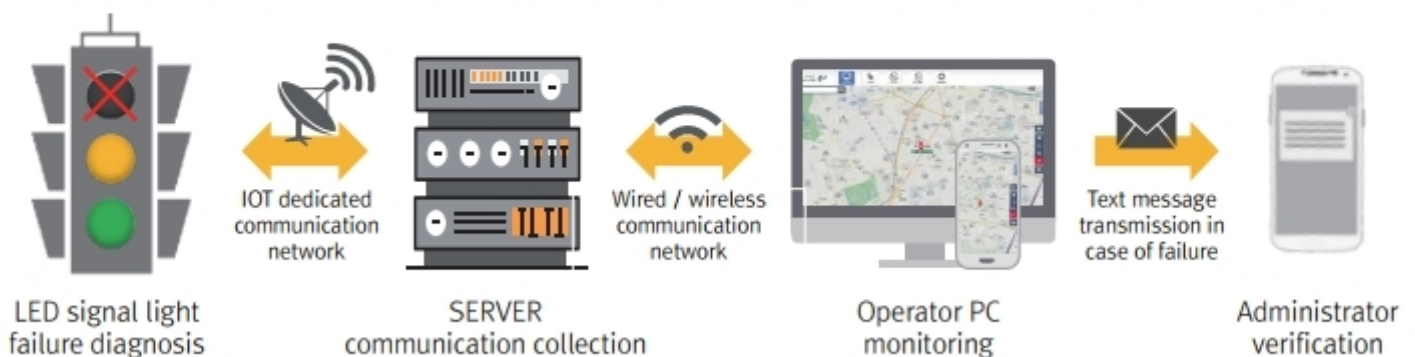 IOT dedicated
communication
network
Wired / wireless
communication
network
Text message
transmission in
case of failure
LED signal light
failure diagnosis
SERVER
communication collection
Operator PC
monitoring
Administrator
verification